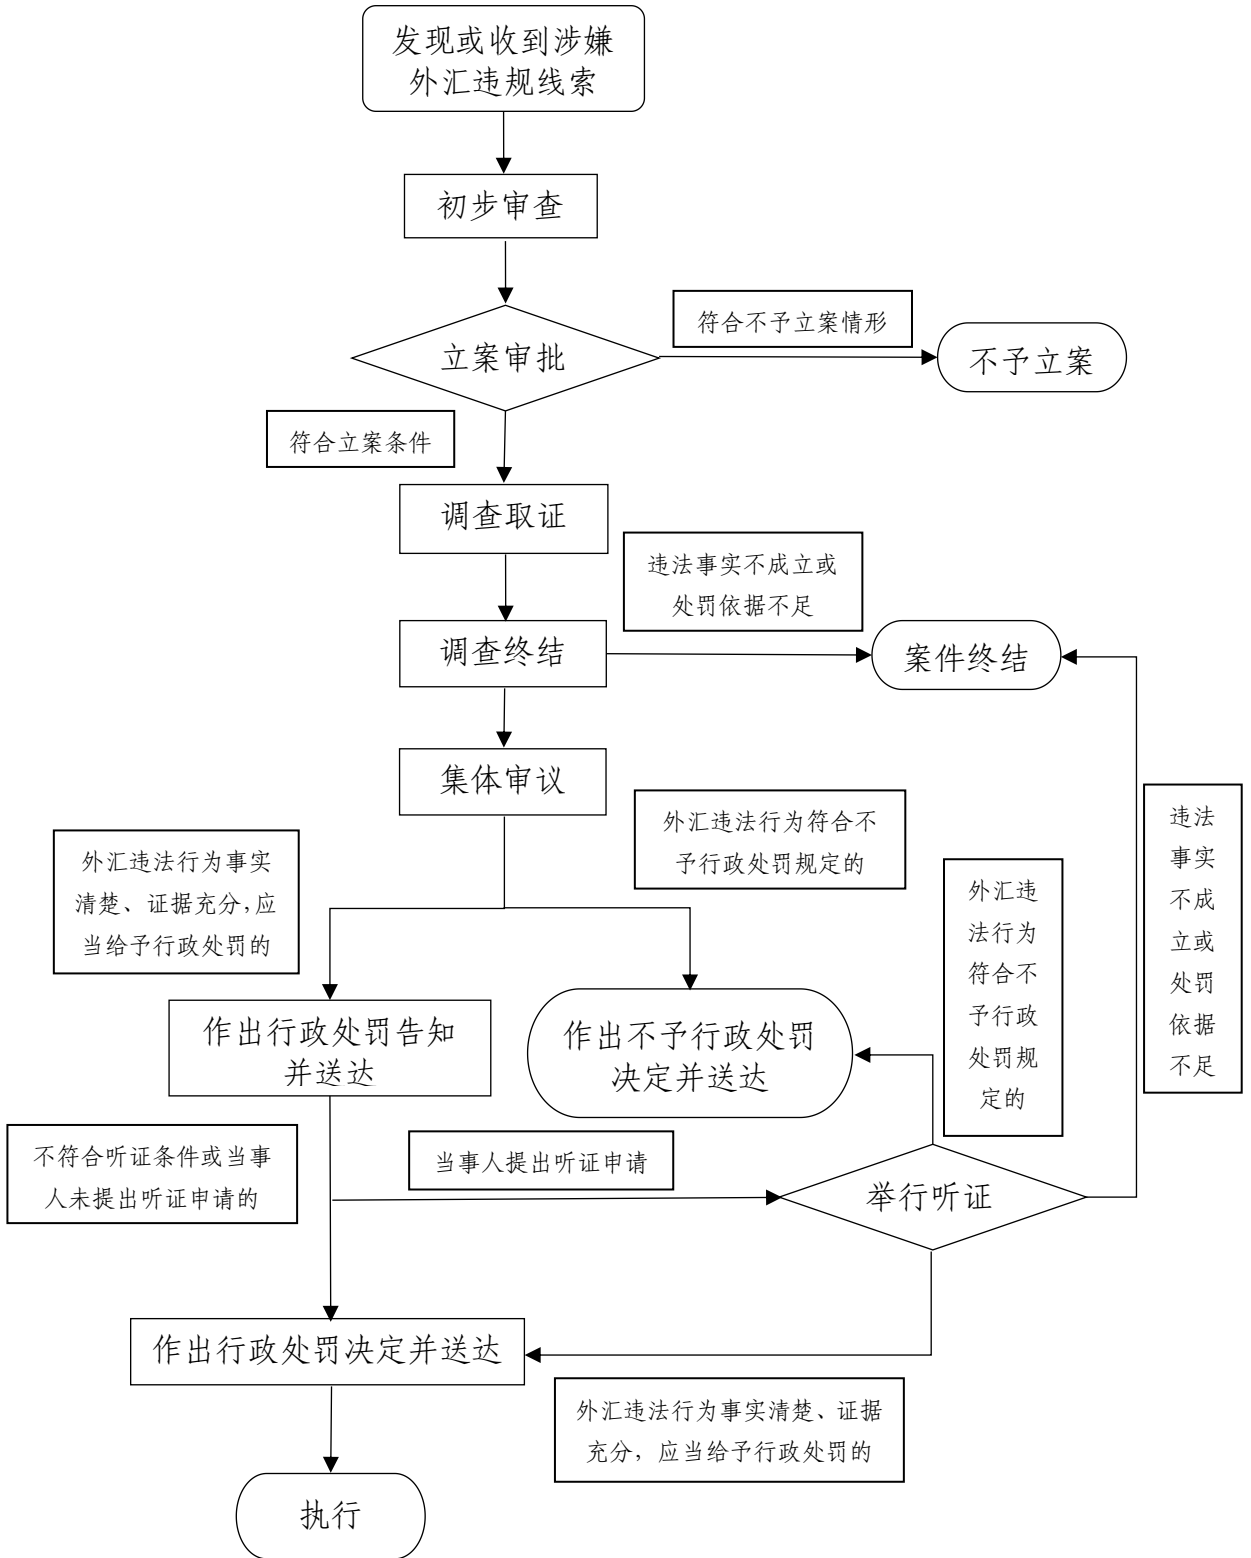 发现或收到涉嫌
外汇违规线索
初步审查
符合不予立案情形
立案审批
不予立案
符合立案条件
调查取证
违法事实不成立或
处罚依据不足
调查终结
案件终结
集体审议
外汇违法行为符合不
予行政处罚规定的
外汇违法行为事实
清楚、证据充分,应
当给予行政处罚的
外汇违
法行为
符合不
予行政
处罚规
定的
违法
事实
不成
立或
处罚
依据
不足
作出行政处罚告知
并送达
作出不予行政处罚
决定并送达
不符合听证条件或当事
人未提出听证申请的
当事人提出听证申请
举行听证
作出行政处罚决定并送达
外汇违法行为事实清楚、证据
充分，应当给予行政处罚的
执行